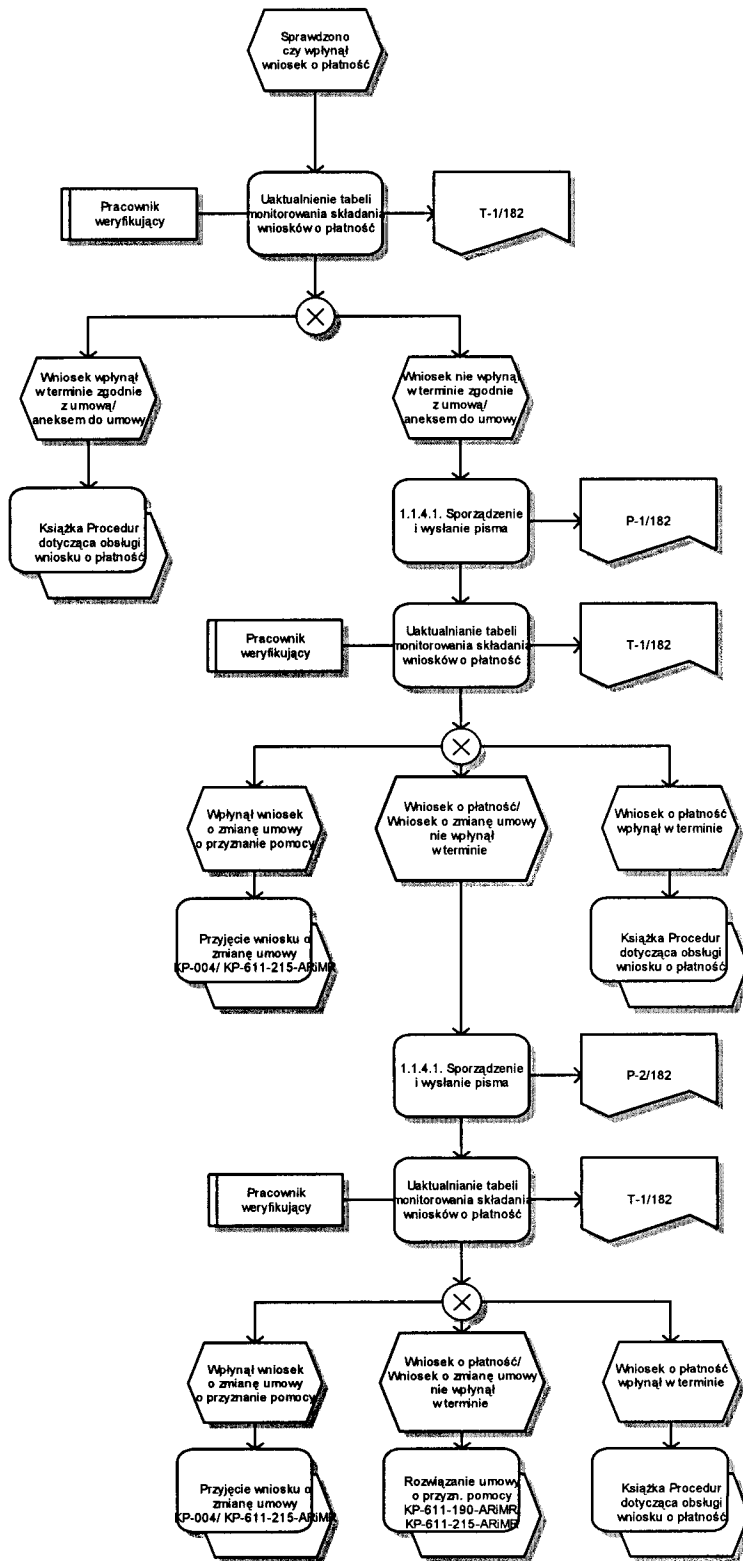 Sprawdzono
czy wpłynął
wniosek o płatność
Pracownik
weryfikujący
Uaktualnienie tabeli
monitorowania składania
wniosków o płatność
T-1/182
Wniosek wpłynął
w terminie zgodnie
z umową/
aneksem do umowy
Wniosek nie wpłynął
w terminie zgodnie
z umową/
aneksem do umowy
Książka Procedur
dotycząca obsługi
wniosku o płatność
1.1.4.1. Sporządzenie
i wysłanie pisma
P-1/182
Pracownik
weryfikujący
Uaktualnianie tabeli
monitorowania składania
wniosków o płatność
T-1/182
Wpłynął wniosek
o zmianę umowy
o przyznanie pomocy
Wniosek o płatność/
Wniosek o zmianę umowy
nie wpłynął
w terminie
Wniosek o płatność
wpłynął w terminie
Przyjęcie wniosku o
zmianę umowy
KP-004/ KP-611-215-ARiMR
Książka Procedur
dotycząca obsługi
wniosku o płatność
1.1.4.1. Sporządzenie
i wysłanie pisma
P-2/182
Pracownik
weryfikujący
Uaktualnianie tabeli
monitorowania składania
wniosków o płatność
T-1/182
Wpłynął wniosek
o zmianę umowy
o przyznanie pomocy
Wniosek o płatność/
Wniosek o zmianę umowy
nie wpłynął
w terminie
Wniosek o płatność
wpłynął w terminie
Przyjęcie wniosku o
zmianę umowy
KP-004/ KP-611-215-ARiMR
Rozwiązanie umowy
o przyzn. pomocy
KP-611-190-ARiMR/
KP-611-215-ARiMR
Książka Procedur
dotycząca obsługi
wniosku o płatność